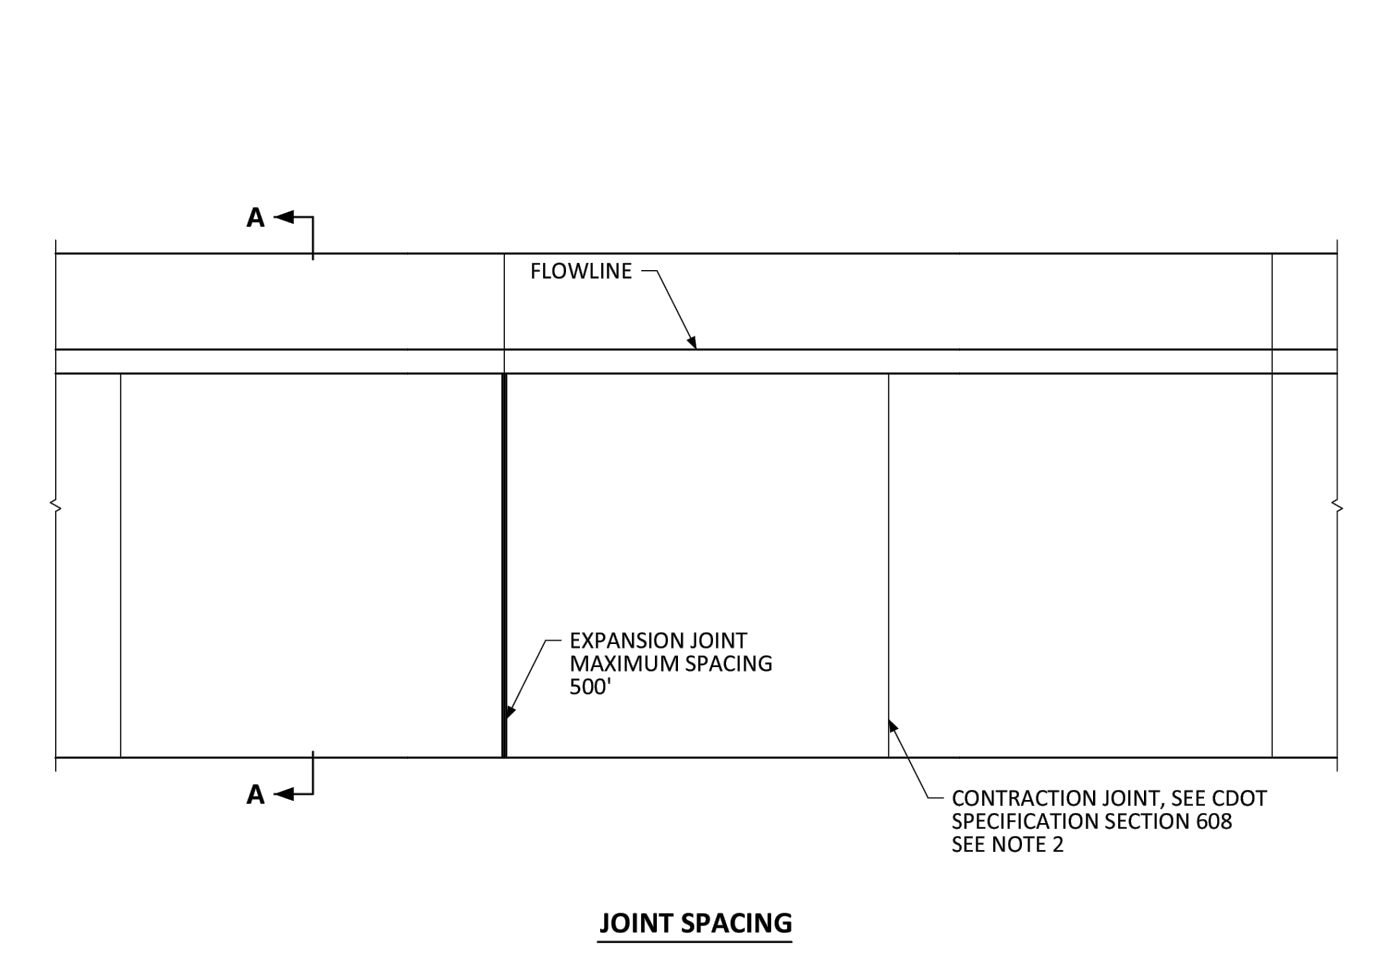 A
FLOWLINE
EXPANSION JOINT
MAXIMUM SPACING
500'
A
CONTRACTION JOINT, SEE CDOT
SPECIFICATION SECTION 608
SEE NOTE 2
JOINT SPACING